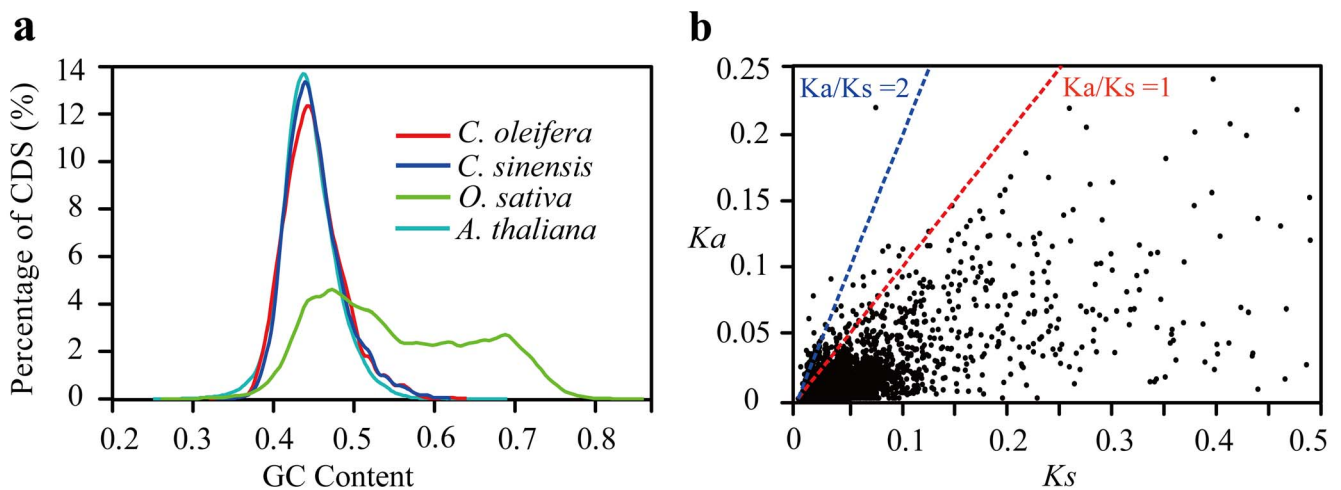 a
Percentage of CDS (%)
14
12
10
8
6
4
2
0
0.2 0.3 0.4 0.5 0.6 0.7 0.8
GC Content
C. oleifera
C. sinensis
O. sativa
A. thaliana
b
Ka
0.25
0.2
0.15
0.1
0.05
0
0 0.1 0.2 0.3 0.4 0.5
Ks
Ka/Ks =2
Ka/Ks =1